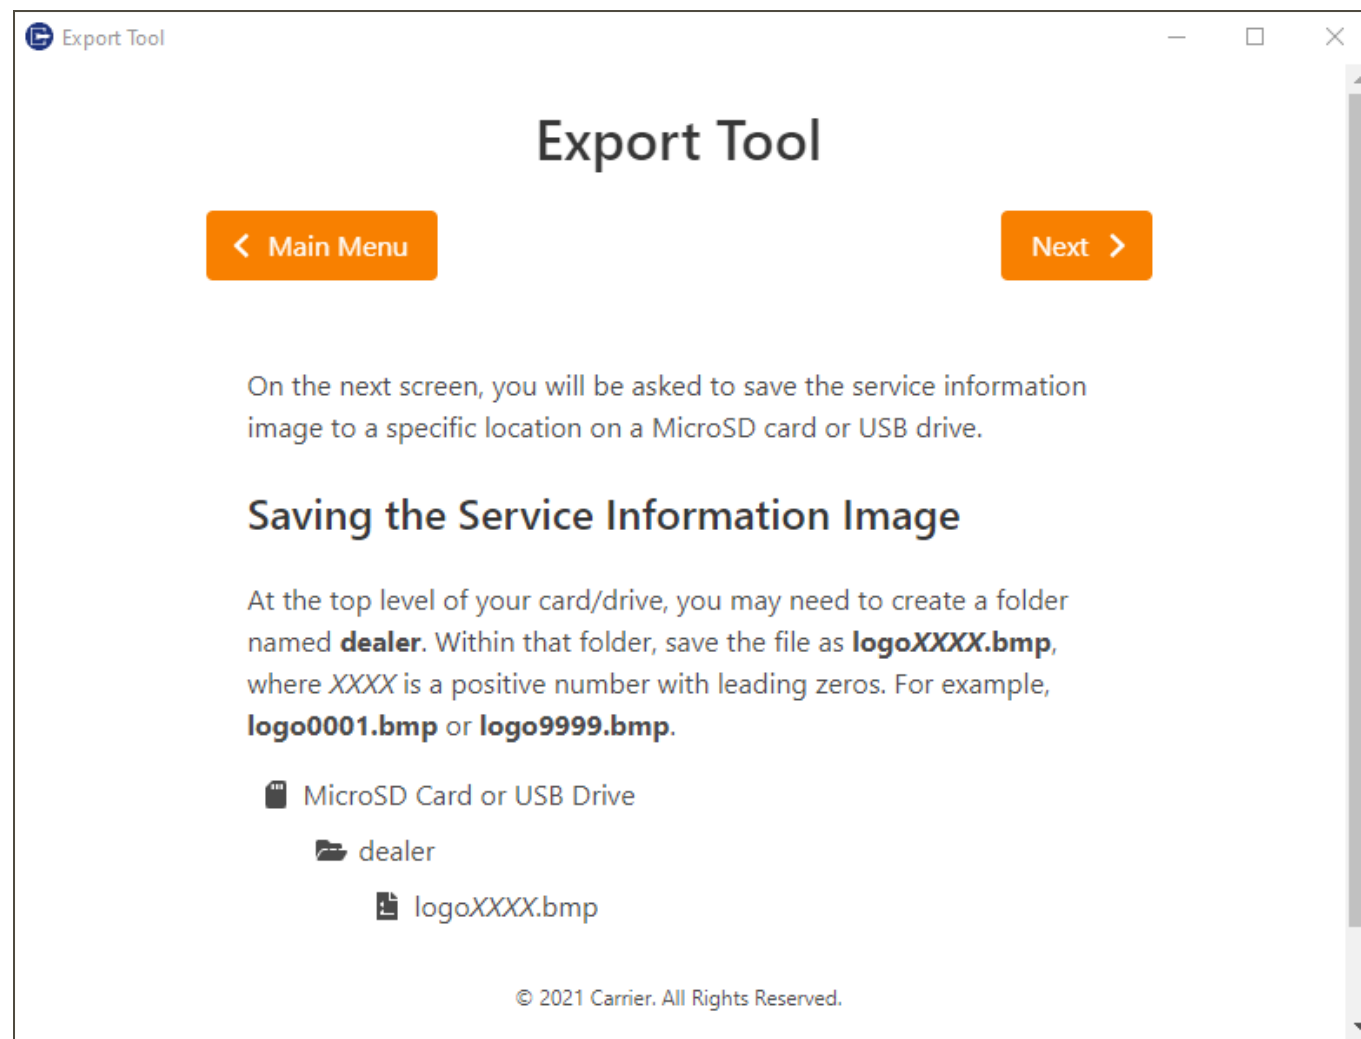 Export Tool
Export Tool
Main Menu
Next
On the next screen, you will be asked to save the service information
image to a specific location on a MicroSD card or USB drive.
Saving the Service Information Image
At the top level of your card/drive, you may need to create a folder
named dealer. Within that folder, save the file as logoXXXX.bmp,
where XXXX is a positive number with leading zeros. For example,
logo0001.bmp or logo9999.bmp.
MicroSD Card or USB Drive
dealer
logoXXXX.bmp
© 2021 Carrier. All Rights Reserved.